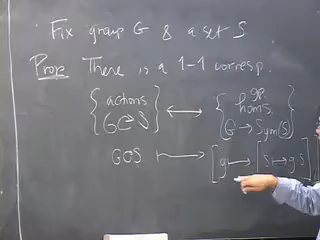 Fix group G & a set S
Prop There is a 1-1 corresp.
{actions G↻S} ↔ {gp homs. G → Sym(S)}
G↻S ↦ [g ↦ [s ↦ g·s]